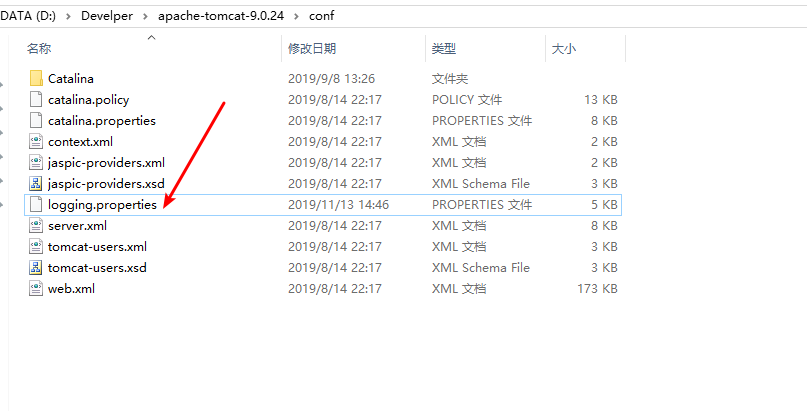 DATA (D:) > Develper > apache-tomcat-9.0.24 > conf
名称 修改日期 类型 大小
Catalina 2019/9/8 13:26 文件夹
catalina.policy 2019/8/14 22:17 POLICY 文件 13 KB
catalina.properties 2019/8/14 22:17 PROPERTIES 文件 8 KB
context.xml 2019/8/14 22:17 XML 文档 2 KB
jaspic-providers.xml 2019/8/14 22:17 XML 文档 2 KB
jaspic-providers.xsd 2019/8/14 22:17 XML Schema File 3 KB
logging.properties 2019/11/13 14:46 PROPERTIES 文件 5 KB
server.xml 2019/8/14 22:17 XML 文档 8 KB
tomcat-users.xml 2019/8/14 22:17 XML 文档 3 KB
tomcat-users.xsd 2019/8/14 22:17 XML Schema File 3 KB
web.xml 2019/8/14 22:17 XML 文档 173 KB